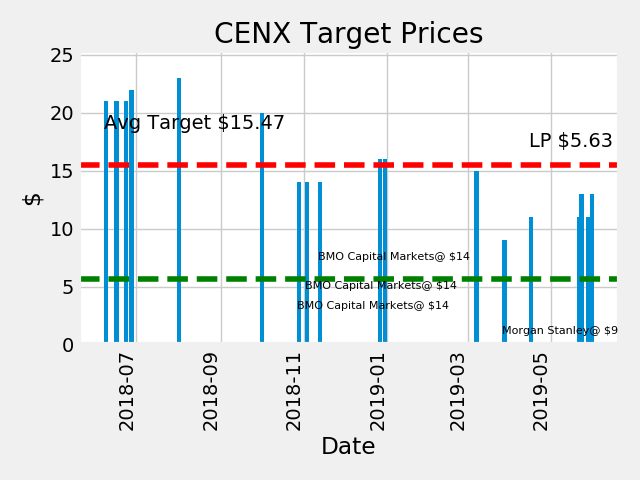 CENX Target Prices
25
20
15
10
5
0
$
Avg Target $15.47
LP $5.63
BMO Capital Markets@ $14
BMO Capital Markets@ $14
BMO Capital Markets@ $14
Morgan Stanley@ $9
2018-07
2018-09
2018-11
2019-01
2019-03
2019-05
Date